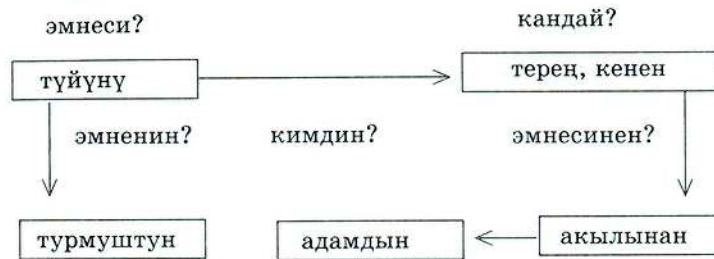 эмнеси? кандай?
түйүнү терең, кенен
эмненин? кимдин? эмнесинен?
турмуштун адамдын акылынан